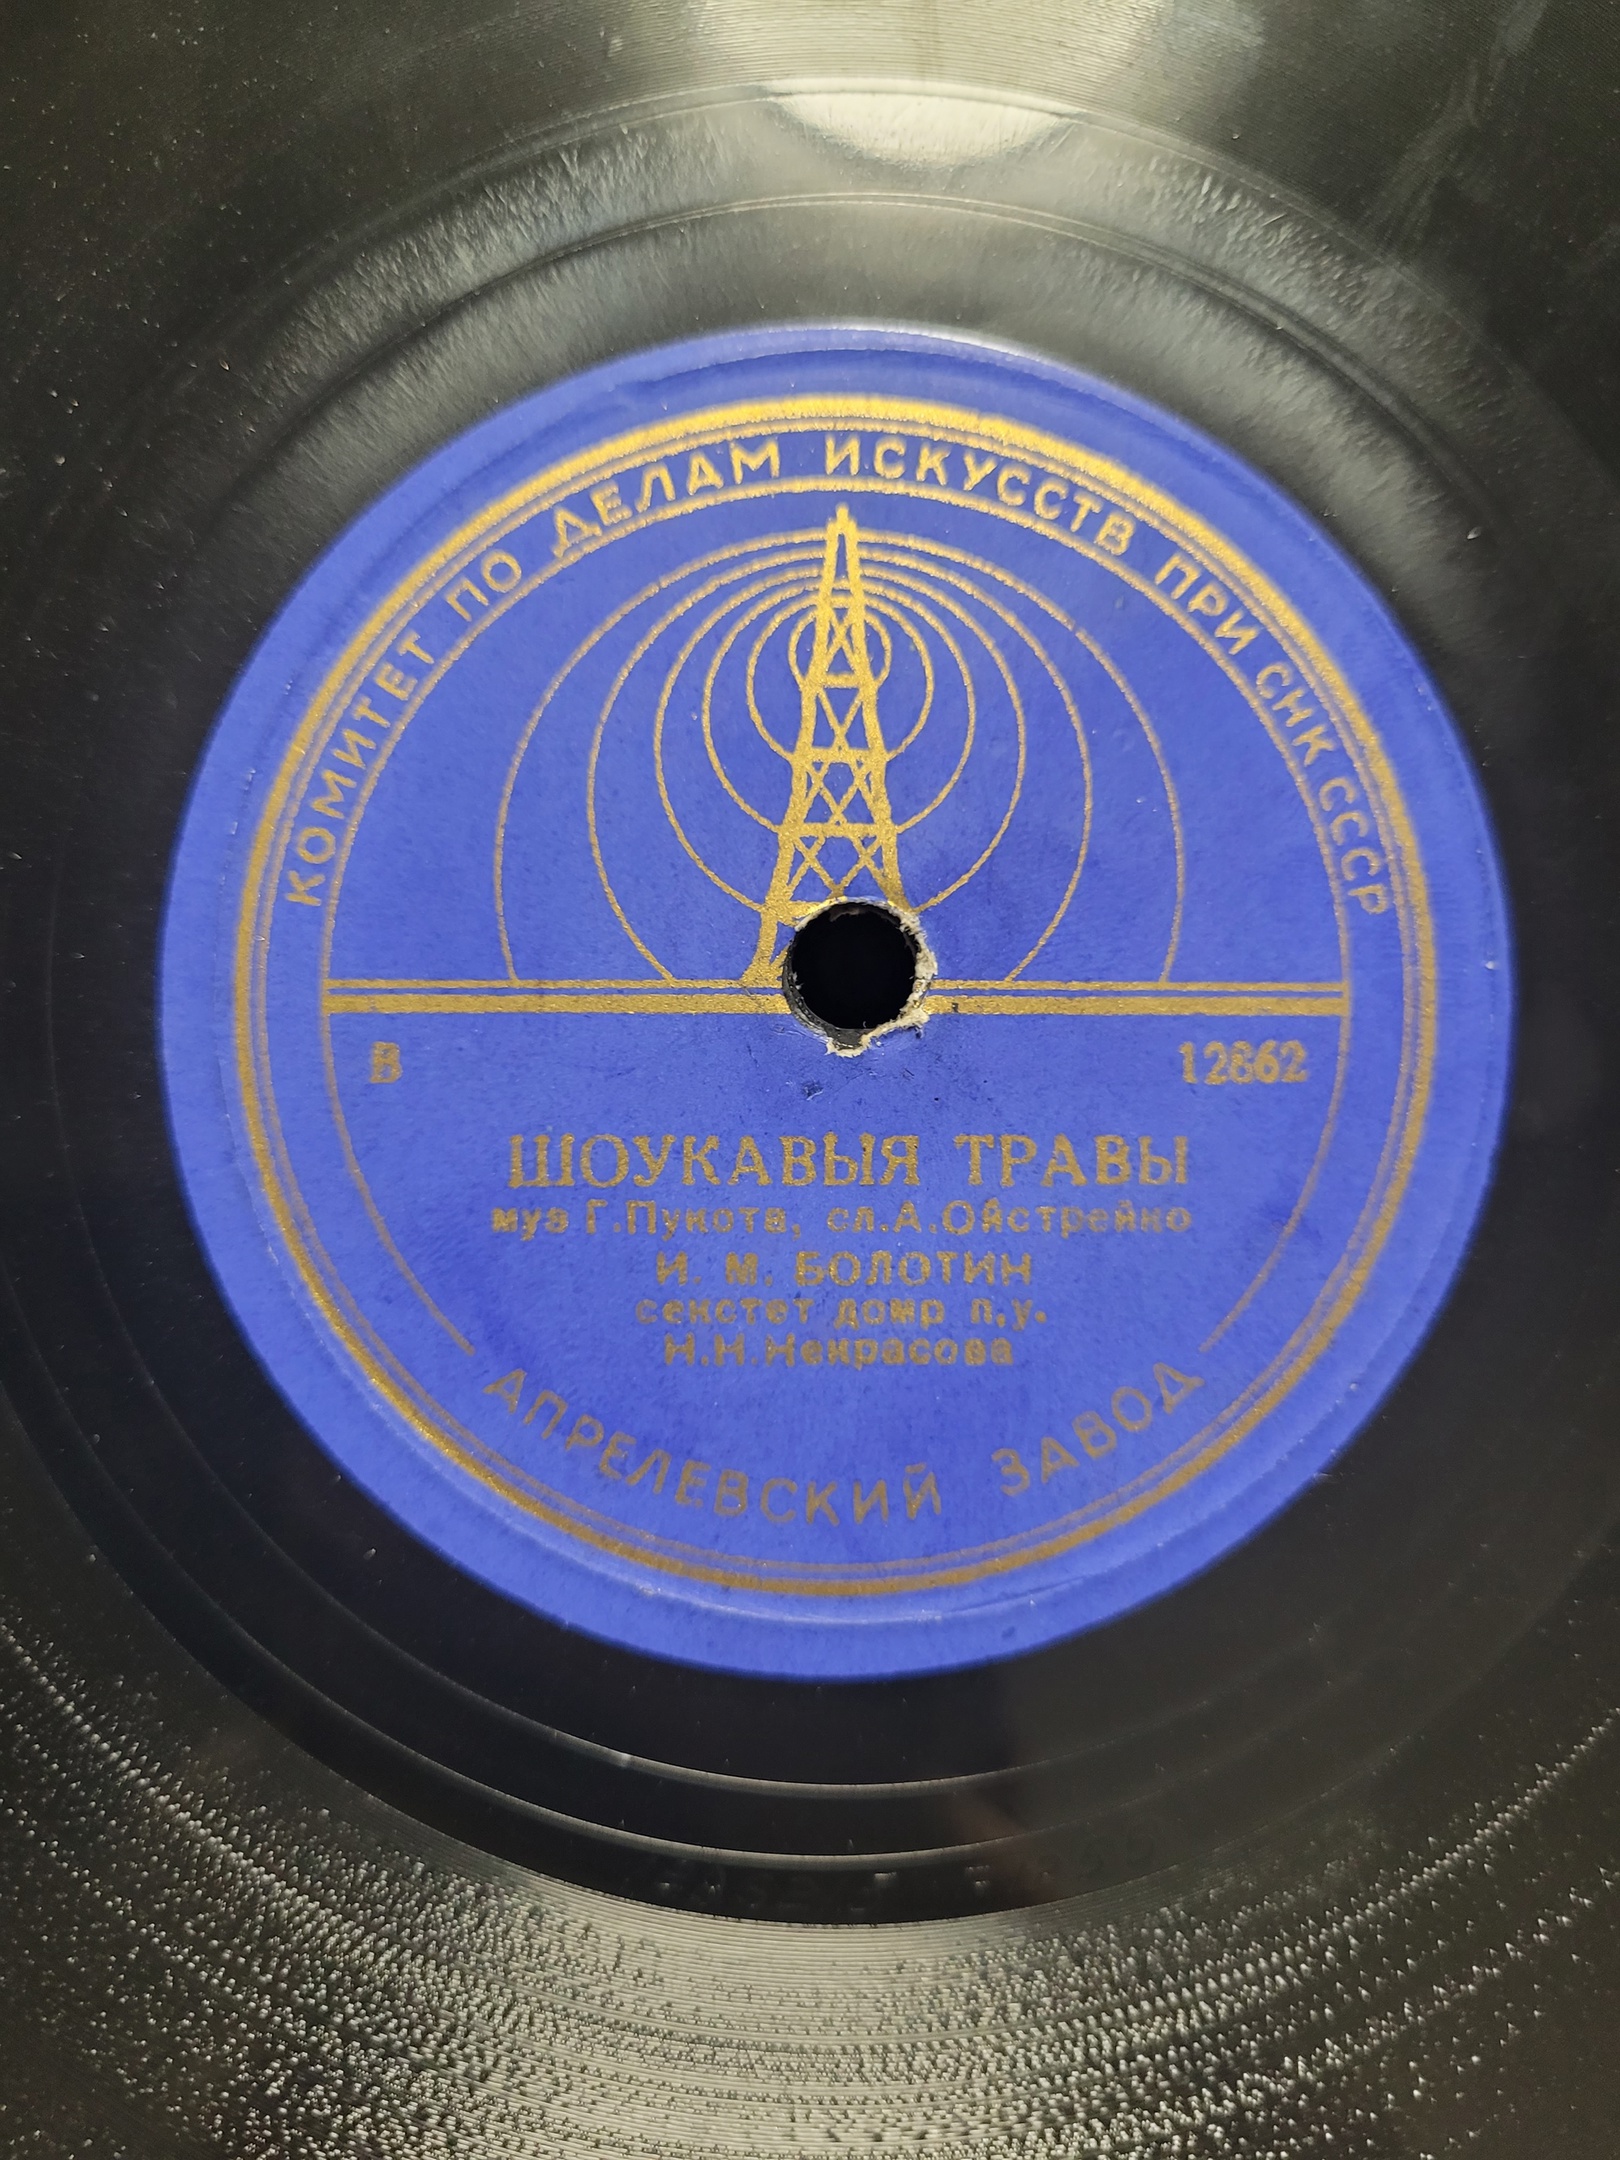 КОМИТЕТ ПО ДЕЛАМ ИСКУССТВ ПРИ СНК СССР
В 12862
ШОУКАВЫЯ ТРАВЫ
муз Г.Пукста, сл.А.Ойстрейко
И. М. БОЛОТИН
секстет домр п.у.
Н.Н.Некрасова
АПРЕЛЕВСКИЙ ЗАВОД